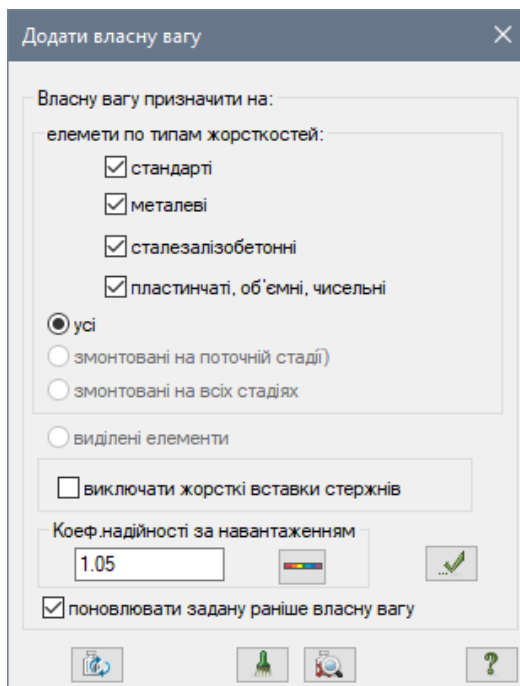 Додати власну вагу
Власну вагу призначити на:
елемети по типам жорсткостей:
стандарті
металеві
сталезалізобетонні
пластинчаті, об'ємні, чисельні
усі
змонтовані на поточній стадії)
змонтовані на всіх стадіях
виділені елементи
виключати жорсткі вставки стержнів
Коеф.надійності за навантаженням
1.05
поновлювати задану раніше власну вагу
?